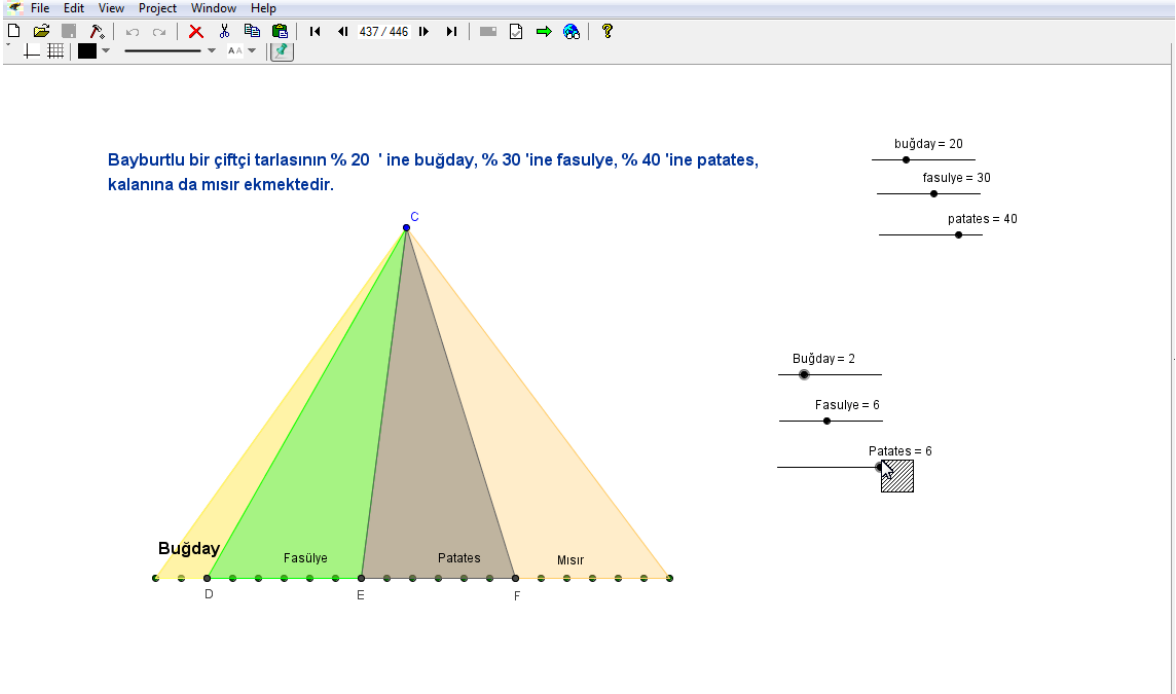 File Edit View Project Window Help
437 / 446
AA
Bayburtlu bir çiftçi tarlasının % 20 ' ine buğday, % 30 'ine fasulye, % 40 'ine patates,
kalanına da mısır ekmektedir.
buğday = 20
fasulye = 30
patates = 40
C
Buğday = 2
Fasulye = 6
Patates = 6
Buğday
Fasülye
Patates
Mısır
D
E
F